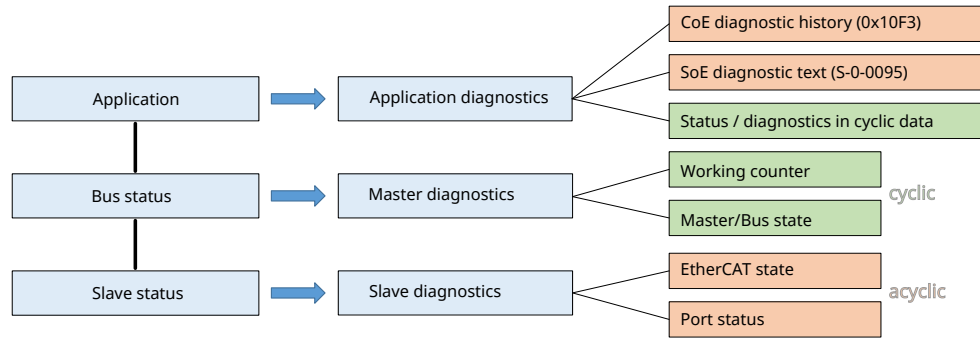 CoE diagnostic history (0x10F3)
SoE diagnostic text (S-0-0095)
Application
Application diagnostics
Status / diagnostics in cyclic data
Working counter
Bus status
Master diagnostics
cyclic
Master/Bus state
EtherCAT state
Slave status
Slave diagnostics
acyclic
Port status